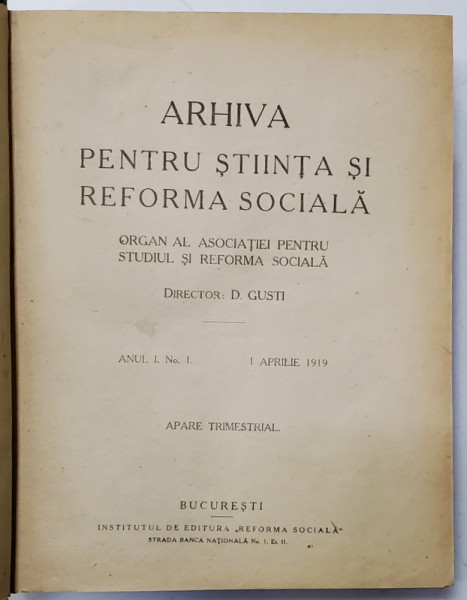 ARHIVA
PENTRU ȘTIINȚA ȘI
REFORMA SOCIALĂ
ORGAN AL ASOCIAȚIEI PENTRU
STUDIUL ȘI REFORMA SOCIALĂ
DIRECTOR: D. GUSTI
ANUL I. No. 1. 1 APRILIE 1919
APARE TRIMESTRIAL.
BUCUREȘTI
INSTITUTUL DE EDITURA „REFORMA SOCIALĂ"
STRADA BANCA NAȚIONALĂ No. 1. Et. II.